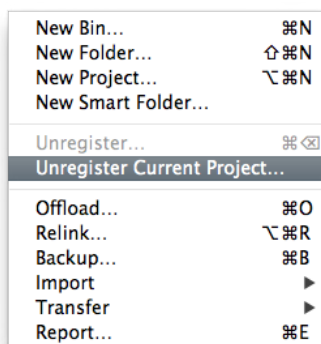 New Bin... ⌘N
New Folder... ⇧⌘N
New Project... ⌥⌘N
New Smart Folder...
Unregister... ⌘⌫
Unregister Current Project...
Offload... ⌘O
Relink... ⌥⌘R
Backup... ⌘B
Import ▶
Transfer ▶
Report... ⌘E